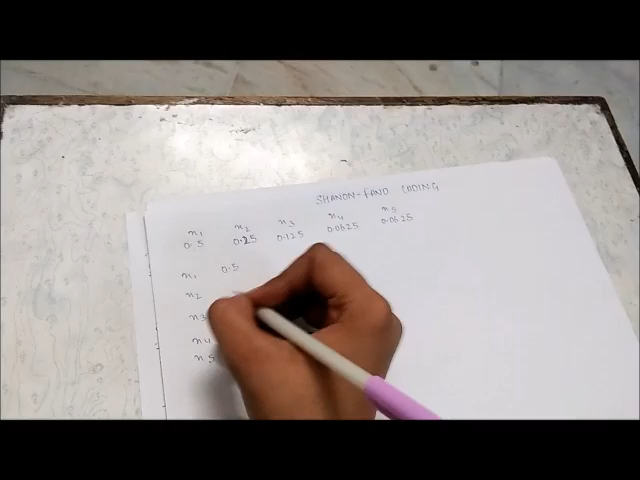 SHANON-FANO CODING
x1 x2 x3 x4 x5
0.5 0.25 0.125 0.0625 0.0625
x1 0.5
x2
x3
x4
x5